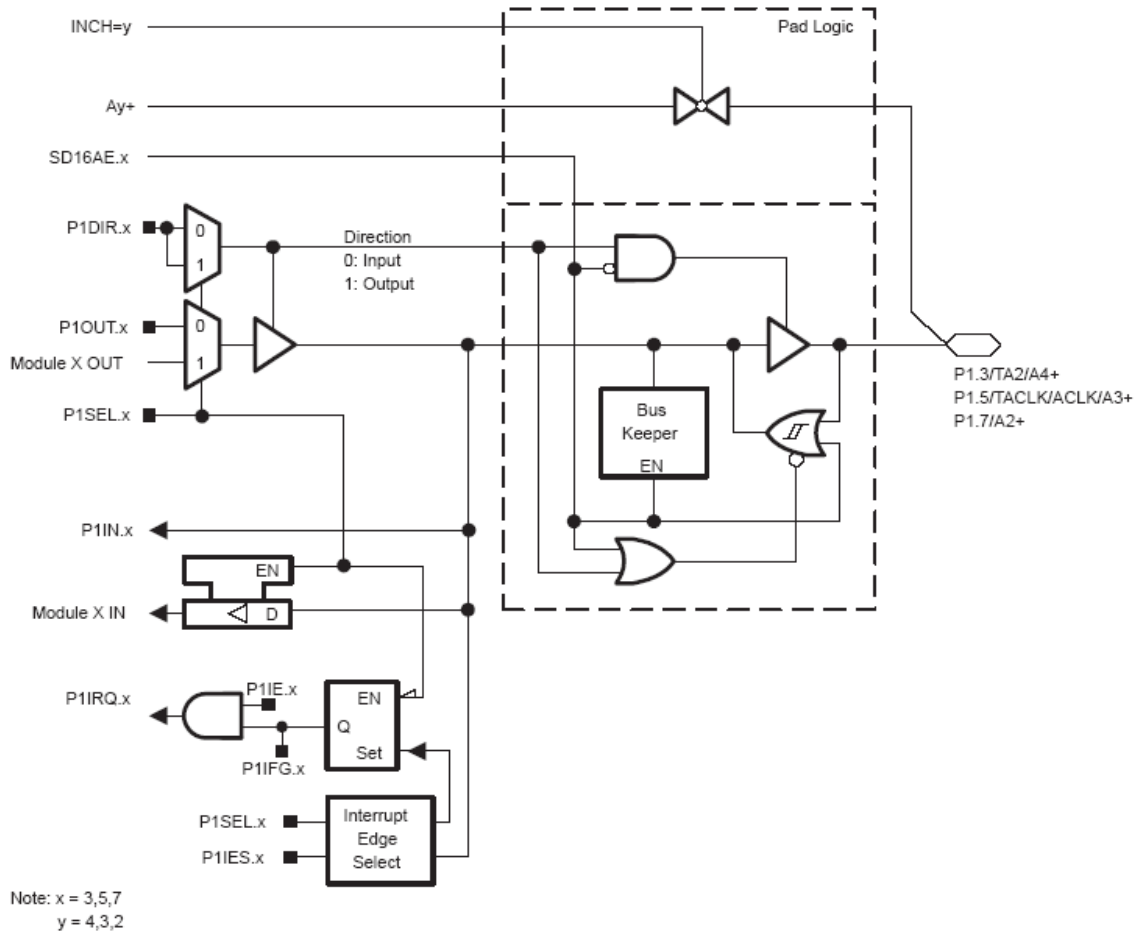 INCH=y
Pad Logic
Ay+
SD16AE.x
P1DIR.x
0
1
Direction
0: Input
1: Output
P1OUT.x
0
Module X OUT
1
P1SEL.x
Bus
Keeper
EN
P1.3/TA2/A4+
P1.5/TACLK/ACLK/A3+
P1.7/A2+
P1IN.x
EN
Module X IN
D
P1IRQ.x
P1IE.x
P1IFG.x
EN
Q
Set
P1SEL.x
P1IES.x
Interrupt
Edge
Select
Note: x = 3,5,7
y = 4,3,2